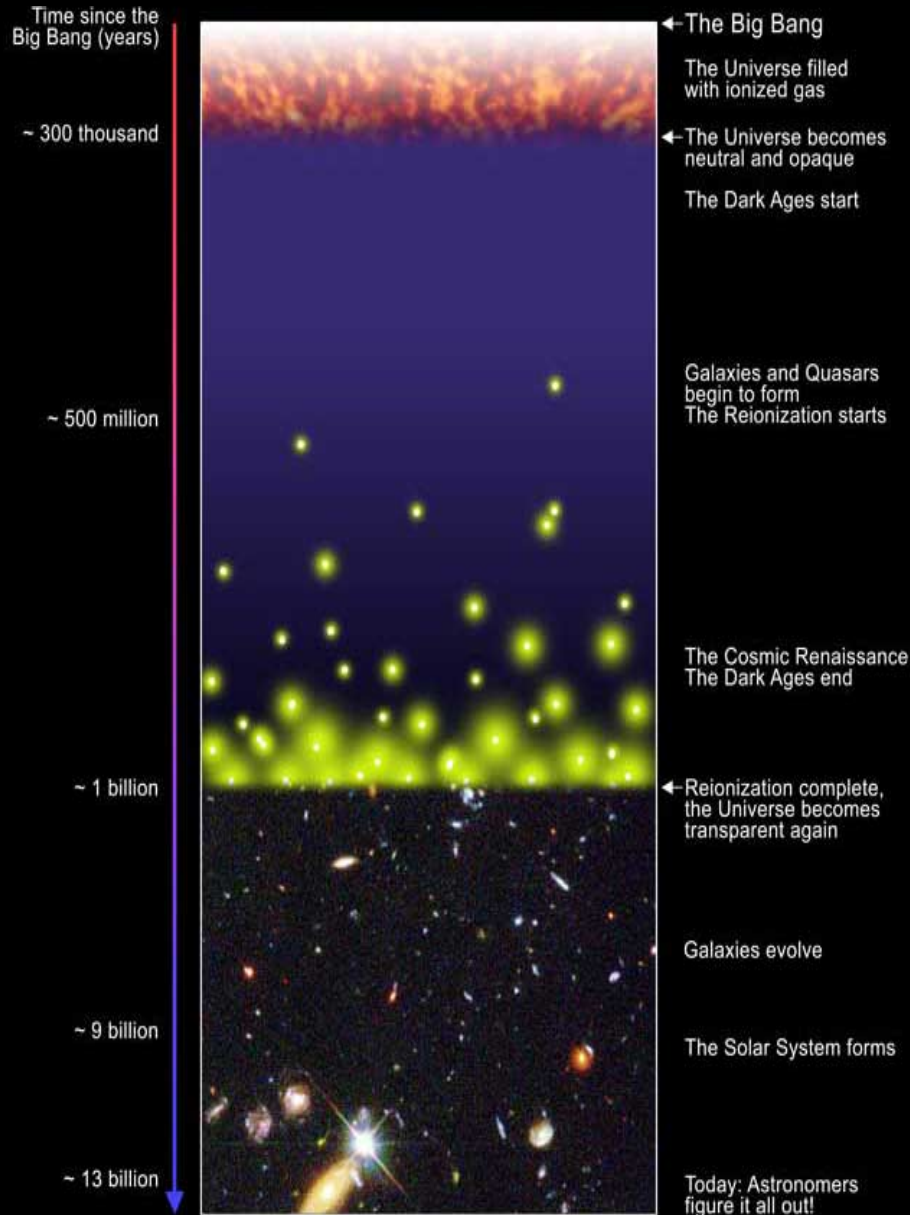 Time since the
Big Bang (years)
The Big Bang
The Universe filled
with ionized gas
~ 300 thousand
The Universe becomes
neutral and opaque
The Dark Ages start
Galaxies and Quasars
begin to form
~ 500 million
The Reionization starts
The Cosmic Renaissance
The Dark Ages end
~ 1 billion
Reionization complete,
the Universe becomes
transparent again
Galaxies evolve
~ 9 billion
The Solar System forms
~ 13 billion
Today: Astronomers
figure it all out!